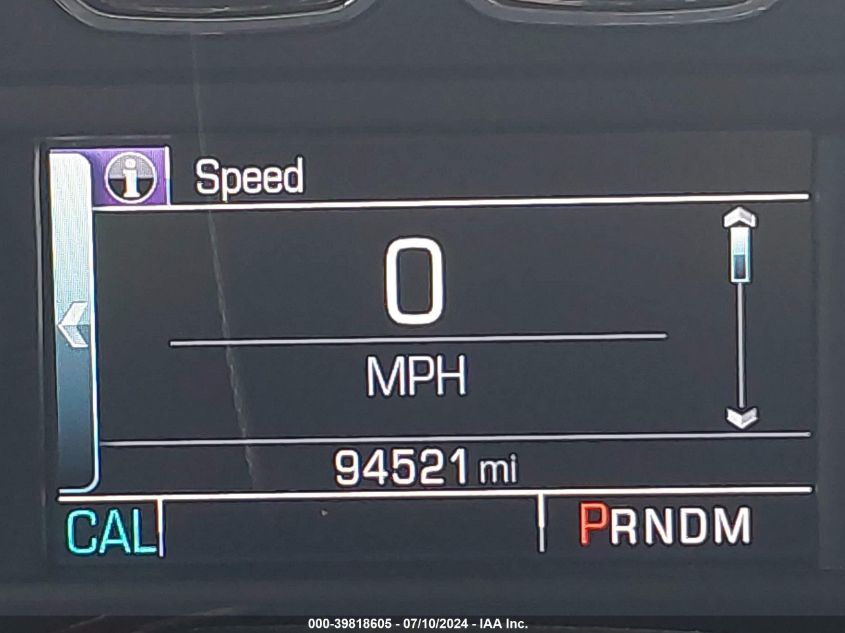 i Speed
0
MPH
94521 mi
CAL PRNDM
000-39818605 - 07/10/2024 - IAA Inc.